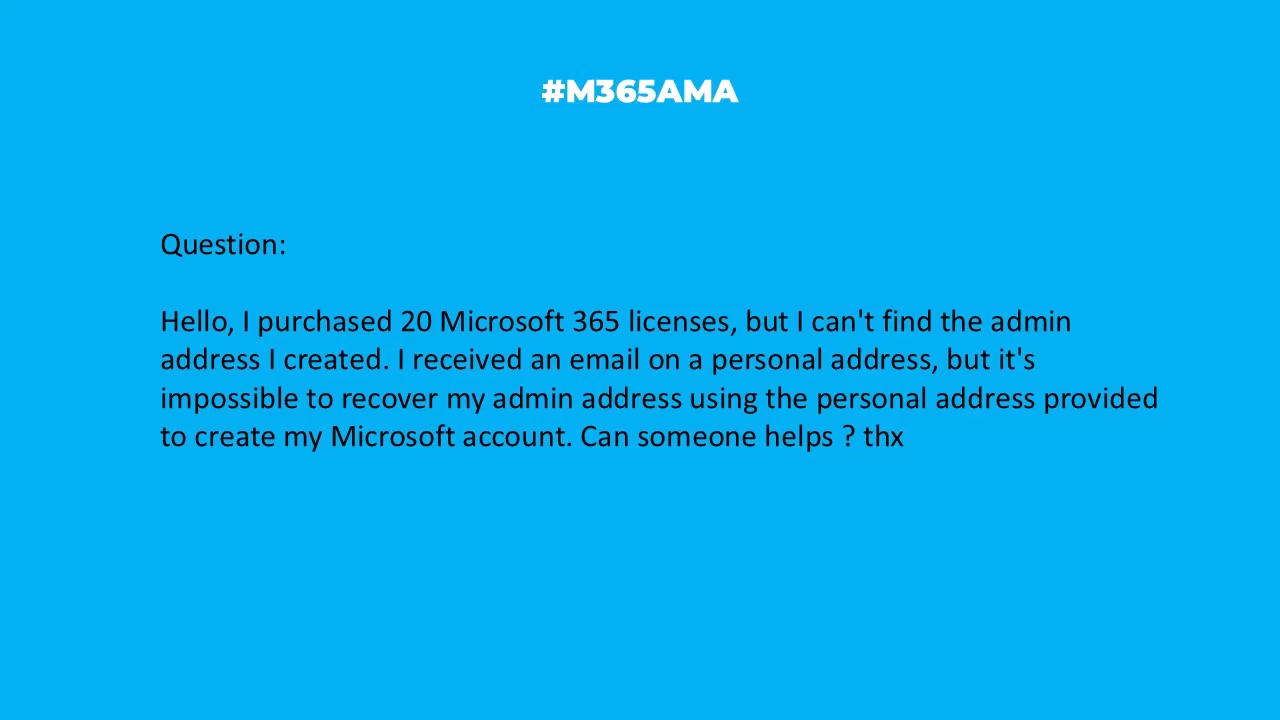 #M365AMA
Question:
Hello, I purchased 20 Microsoft 365 licenses, but I can't find the admin
address I created. I received an email on a personal address, but it's
impossible to recover my admin address using the personal address provided
to create my Microsoft account. Can someone helps ? thx